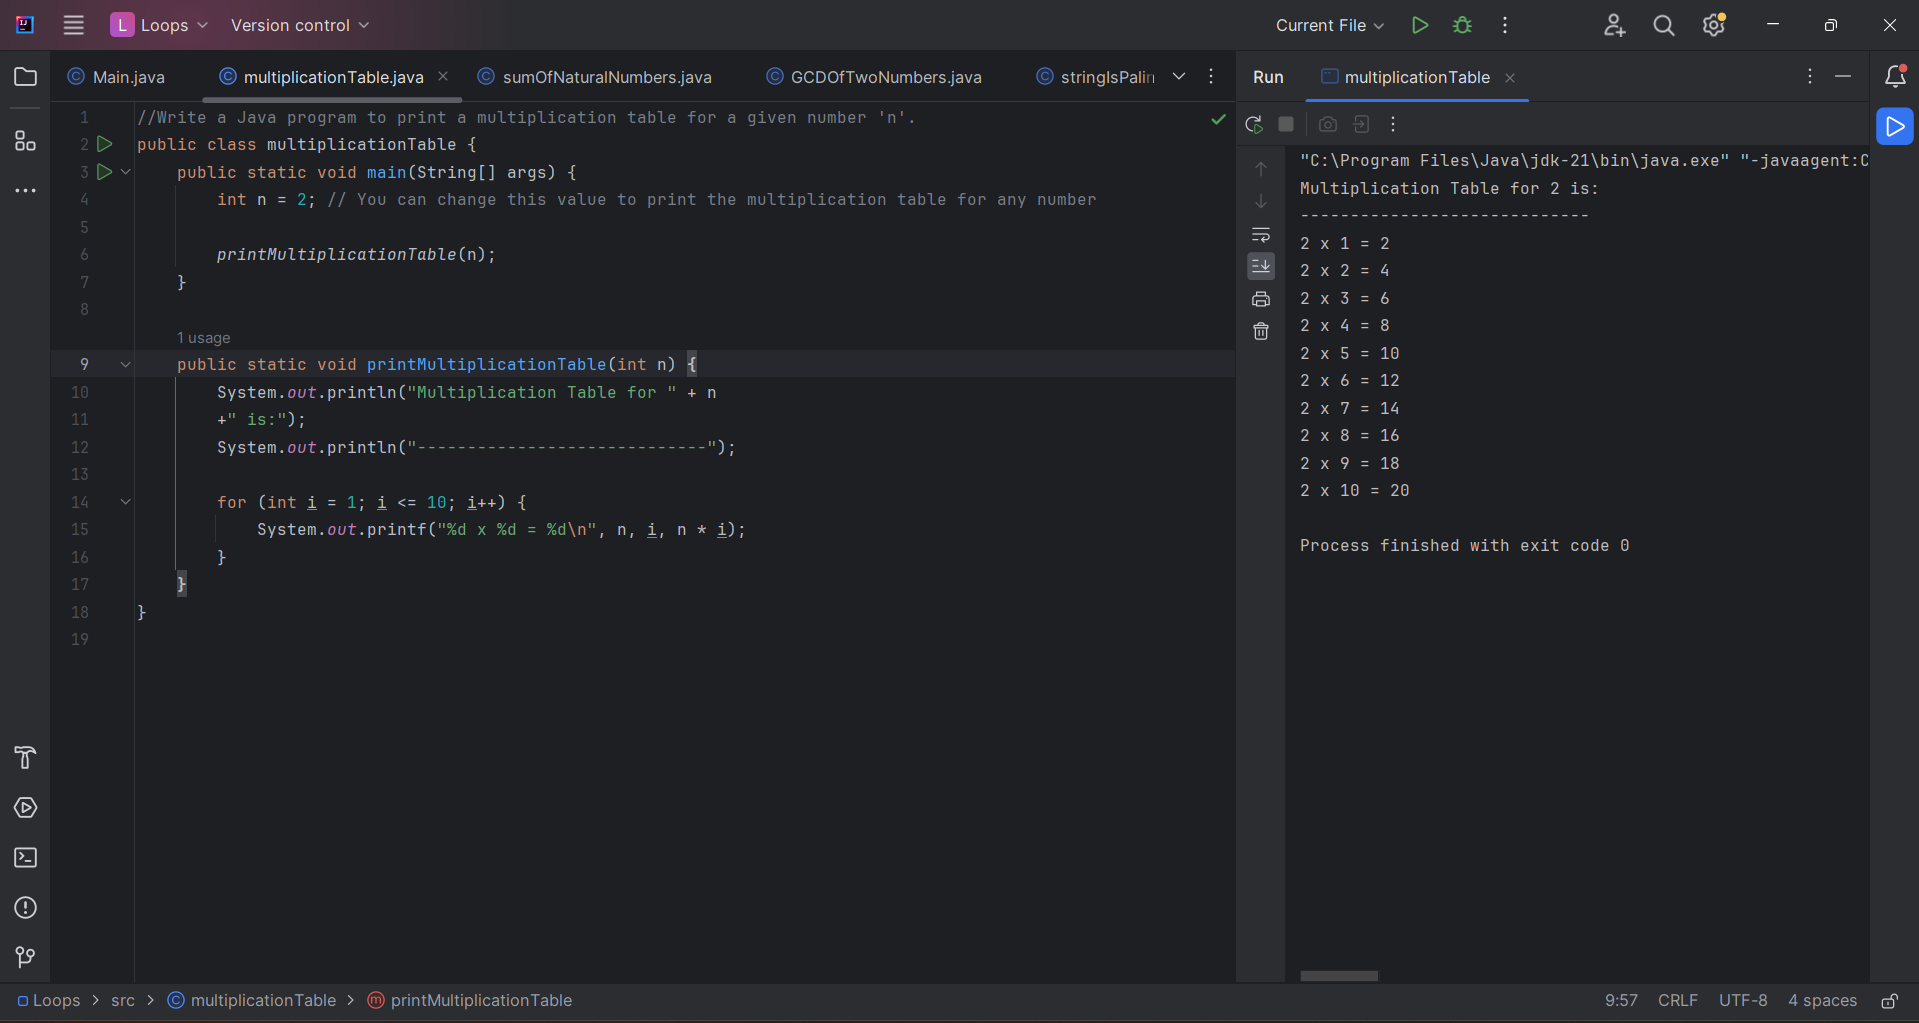 L Loops Version control Current File
Main.java multiplicationTable.java sumOfNaturalNumbers.java GCDOfTwoNumbers.java stringIsPalin
1 //Write a Java program to print a multiplication table for a given number 'n'.
2 public class multiplicationTable {
3 public static void main(String[] args) {
4 int n = 2; // You can change this value to print the multiplication table for any number
5
6 printMultiplicationTable(n);
7 }
8
1 usage
9 public static void printMultiplicationTable(int n) {
10 System.out.println("Multiplication Table for " + n
11 +" is:");
12 System.out.println("-----------------------------");
13
14 for (int i = 1; i <= 10; i++) {
15 System.out.printf("%d x %d = %d\n", n, i, n * i);
16 }
17 }
18 }
19
Run multiplicationTable
"C:\Program Files\Java\jdk-21\bin\java.exe" "-javaagent:C
Multiplication Table for 2 is:
-----------------------------
2 x 1 = 2
2 x 2 = 4
2 x 3 = 6
2 x 4 = 8
2 x 5 = 10
2 x 6 = 12
2 x 7 = 14
2 x 8 = 16
2 x 9 = 18
2 x 10 = 20
Process finished with exit code 0
Loops > src > multiplicationTable > printMultiplicationTable 9:57 CRLF UTF-8 4 spaces